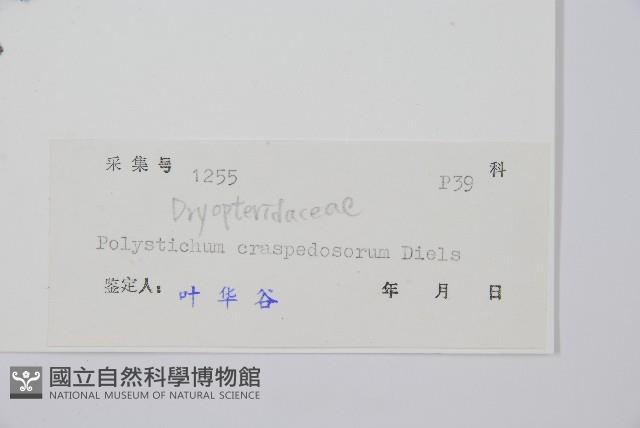 采集号 1255 P39 科
Dryopteridaceae
Polystichum craspedosorum Diels
鉴定人： 叶华谷 年 月 日
國立自然科學博物館
NATIONAL MUSEUM OF NATURAL SCIENCE